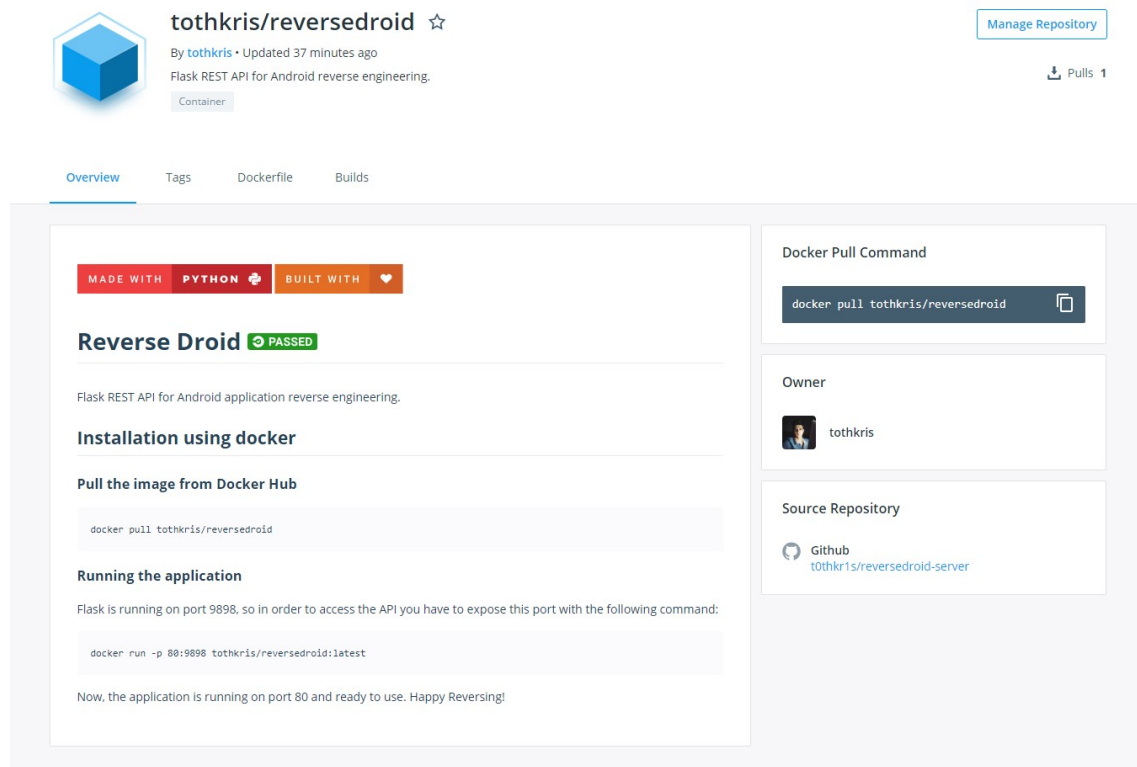 tothkris/reversedroid
By tothkris • Updated 37 minutes ago
Flask REST API for Android reverse engineering.
Container
Manage Repository
Pulls 1
Overview
Tags
Dockerfile
Builds
MADE WITH PYTHON
BUILT WITH
Reverse Droid PASSED
Flask REST API for Android application reverse engineering.
Installation using docker
Pull the image from Docker Hub
docker pull tothkris/reversedroid
Running the application
Flask is running on port 9898, so in order to access the API you have to expose this port with the following command:
docker run -p 80:9898 tothkris/reversedroid:latest
Now, the application is running on port 80 and ready to use. Happy Reversing!
Docker Pull Command
docker pull tothkris/reversedroid
Owner
tothkris
Source Repository
Github
t0thkr1s/reversedroid-server